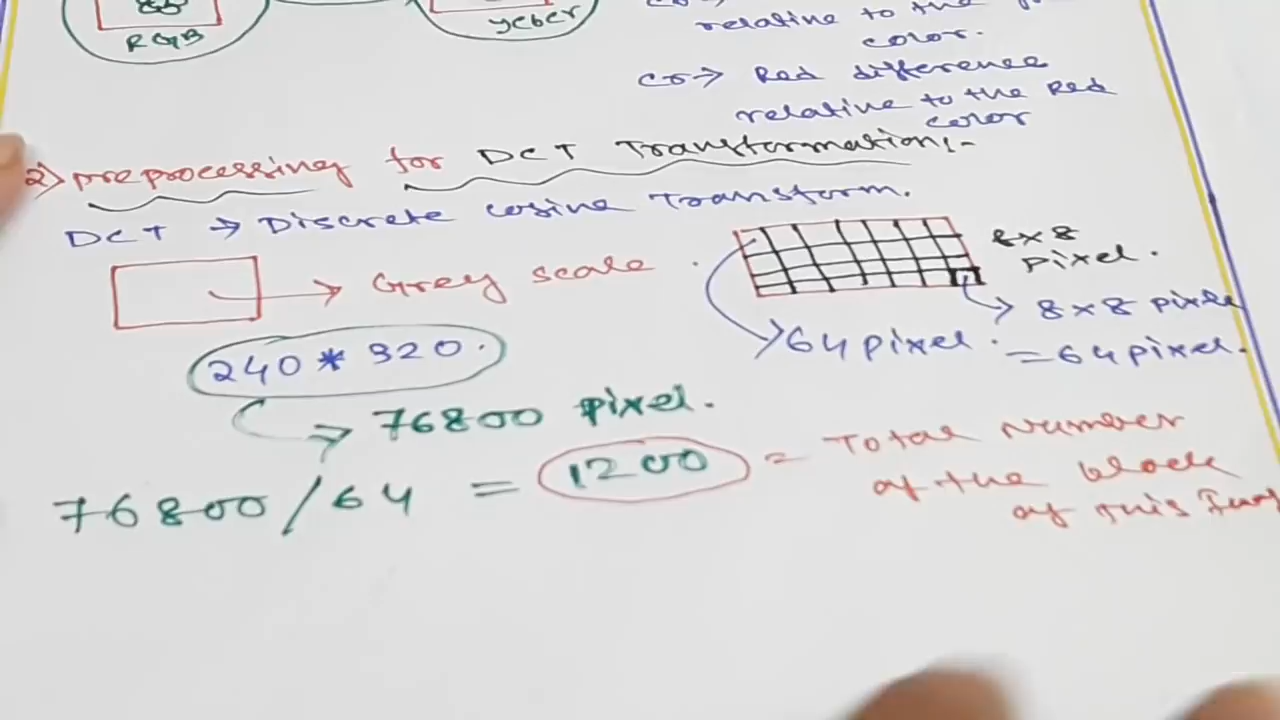 RGB
ycbcr
relative to the
color.
cr→ Red difference
relative to the Red
color
2> preprocessing for DCT Transformation:-
DCT → Discrete cosine Transform.
→ Grey scale
8×8
pixel.
→ 8×8 pixel
= 64 pixel.
→ 64 pixel.
240 * 320.
→ 76800 pixel.
76800 / 64 = 1200 = Total Number
of the block
of this